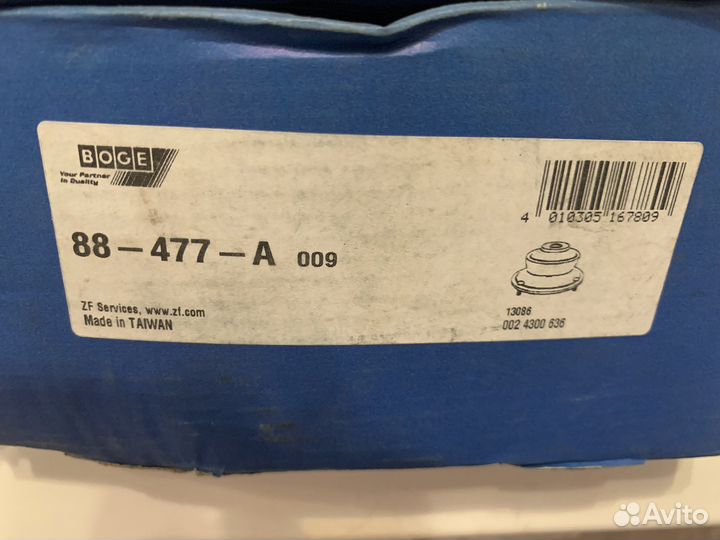 BOGE
Your Partner
in Quality
88-477-A 009
ZF Services, www.zf.com
Made in TAIWAN
4 010305 167809
13086
002 4300 636
Avito